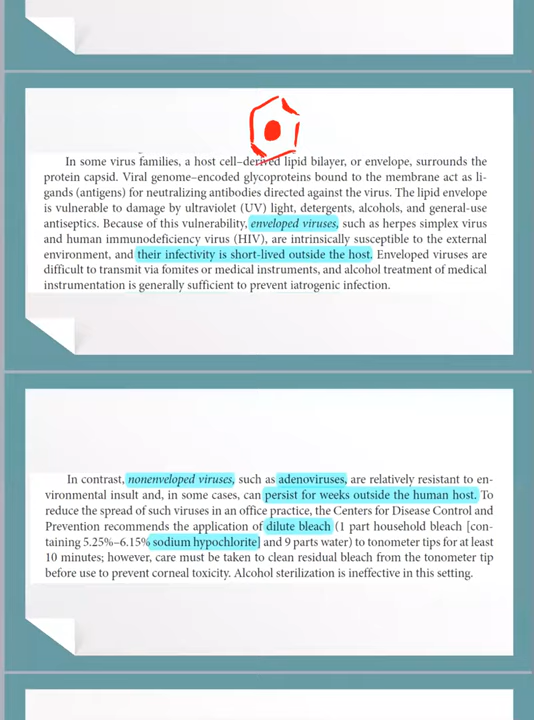 In some virus families, a host cell–derived lipid bilayer, or envelope, surrounds the
protein capsid. Viral genome–encoded glycoproteins bound to the membrane act as li-
gands (antigens) for neutralizing antibodies directed against the virus. The lipid envelope
is vulnerable to damage by ultraviolet (UV) light, detergents, alcohols, and general-use
antiseptics. Because of this vulnerability, enveloped viruses, such as herpes simplex virus
and human immunodeficiency virus (HIV), are intrinsically susceptible to the external
environment, and their infectivity is short-lived outside the host. Enveloped viruses are
difficult to transmit via fomites or medical instruments, and alcohol treatment of medical
instrumentation is generally sufficient to prevent iatrogenic infection.
In contrast, nonenveloped viruses, such as adenoviruses, are relatively resistant to en-
vironmental insult and, in some cases, can persist for weeks outside the human host. To
reduce the spread of such viruses in an office practice, the Centers for Disease Control and
Prevention recommends the application of dilute bleach (1 part household bleach [con-
taining 5.25%–6.15% sodium hypochlorite] and 9 parts water) to tonometer tips for at least
10 minutes; however, care must be taken to clean residual bleach from the tonometer tip
before use to prevent corneal toxicity. Alcohol sterilization is ineffective in this setting.